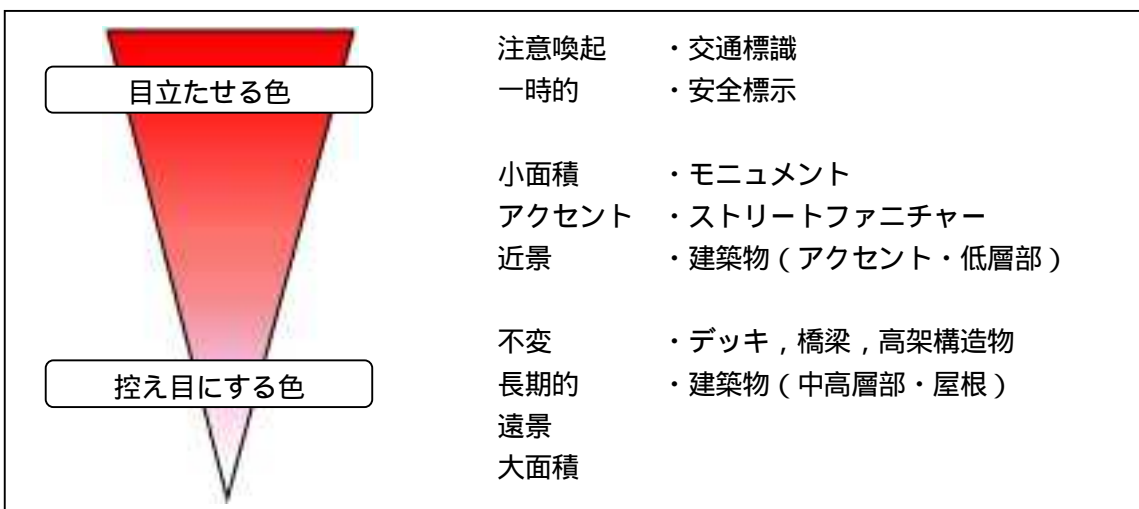 目立たせる色
注意喚起 ・交通標識
一時的 ・安全標示
小面積 ・モニュメント
アクセント ・ストリートファニチャー
近景 ・建築物（アクセント・低層部）
控え目にする色
不変 ・デッキ，橋梁，高架構造物
長期的 ・建築物（中高層部・屋根）
遠景
大面積